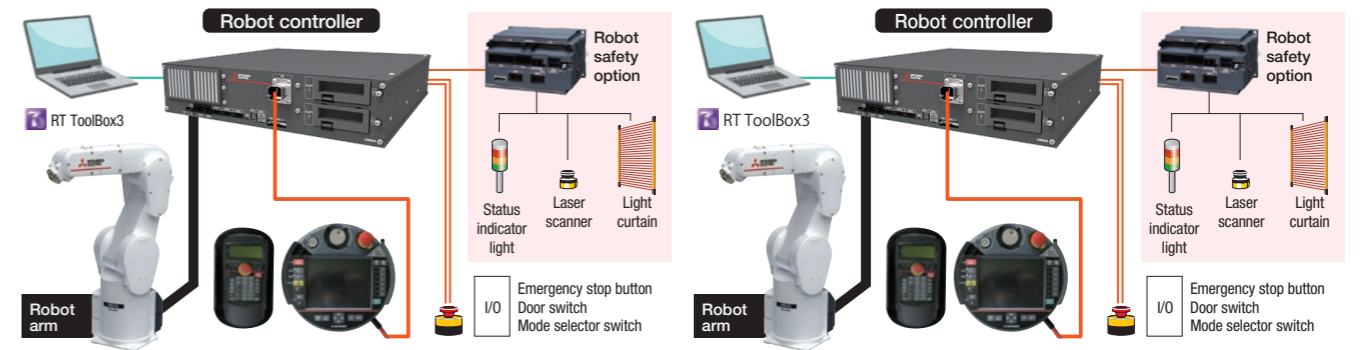 Robot controller
Robot
safety
option
RT ToolBox3
Status
indicator
light
Laser
scanner
Light
curtain
Robot
arm
I/O
Emergency stop button
Door switch
Mode selector switch
Robot controller
Robot
safety
option
RT ToolBox3
Status
indicator
light
Laser
scanner
Light
curtain
Robot
arm
I/O
Emergency stop button
Door switch
Mode selector switch